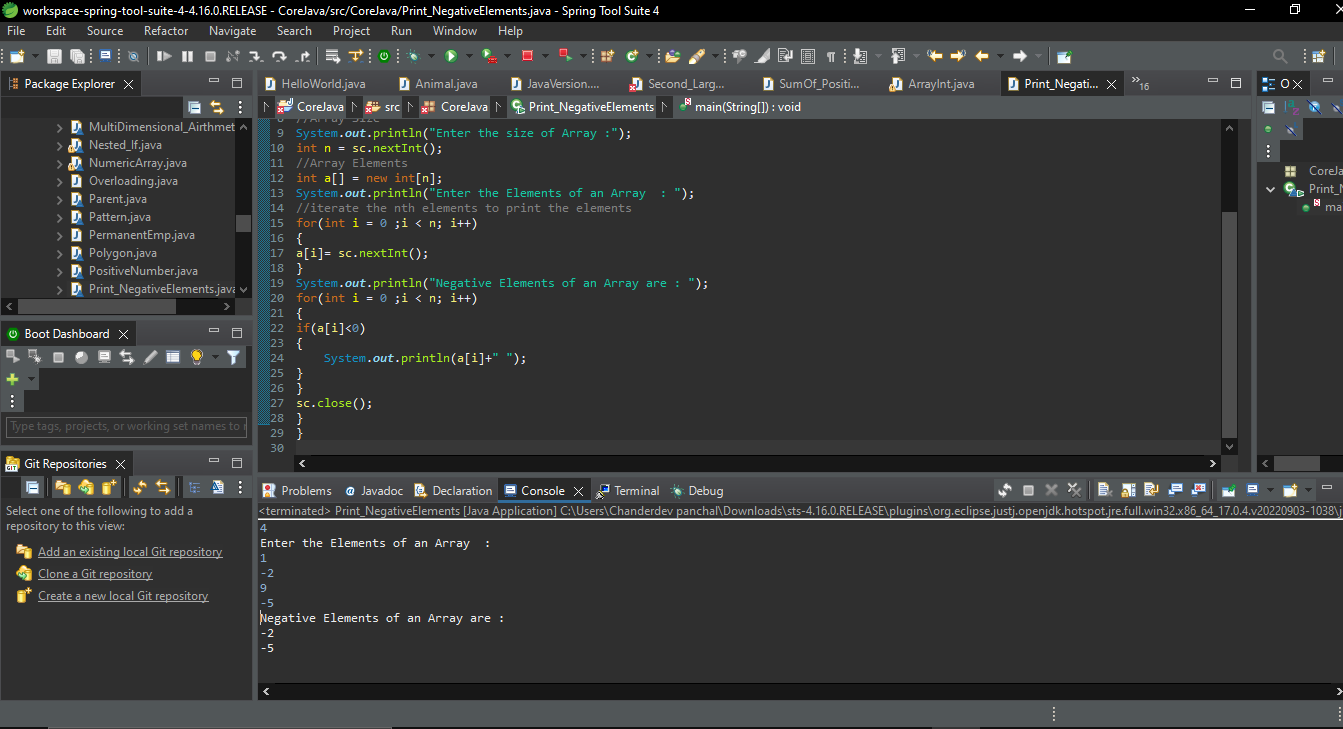 workspace-spring-tool-suite-4-4.16.0.RELEASE - CoreJava/src/CoreJava/Print_NegativeElements.java - Spring Tool Suite 4
File Edit Source Refactor Navigate Search Project Run Window Help
Package Explorer
HelloWorld.java Animal.java JavaVersion.... Second_Larg... SumOf_Positi... ArrayInt.java Print_Negati... »16
O
CoreJava src CoreJava Print_NegativeElements main(String[]) : void
MultiDimensional_Airthmet
Nested_If.java
NumericArray.java
Overloading.java
Parent.java
Pattern.java
PermanentEmp.java
Polygon.java
PositiveNumber.java
Print_NegativeElements.java
8 //Array Size
9 System.out.println("Enter the size of Array :");
10 int n = sc.nextInt();
11 //Array Elements
12 int a[] = new int[n];
13 System.out.println("Enter the Elements of an Array  : ");
14 //iterate the nth elements to print the elements
15 for(int i = 0 ;i < n; i++)
16 {
17 a[i]= sc.nextInt();
18 }
19 System.out.println("Negative Elements of an Array are : ");
20 for(int i = 0 ;i < n; i++)
21 {
22 if(a[i]<0)
23 {
24     System.out.println(a[i]+" ");
25 }
26 }
27 sc.close();
28 }
29 }
30
CoreJa
Print_N
ma
Boot Dashboard
Type tags, projects, or working set names to r
Git Repositories
Select one of the following to add a
repository to this view:
Add an existing local Git repository
Clone a Git repository
Create a new local Git repository
Problems Javadoc Declaration Console Terminal Debug
<terminated> Print_NegativeElements [Java Application] C:\Users\Chanderdev panchal\Downloads\sts-4.16.0.RELEASE\plugins\org.eclipse.justj.openjdk.hotspot.jre.full.win32.x86_64_17.0.4.v20220903-1038\j
4
Enter the Elements of an Array  :
1
-2
9
-5
Negative Elements of an Array are :
-2
-5